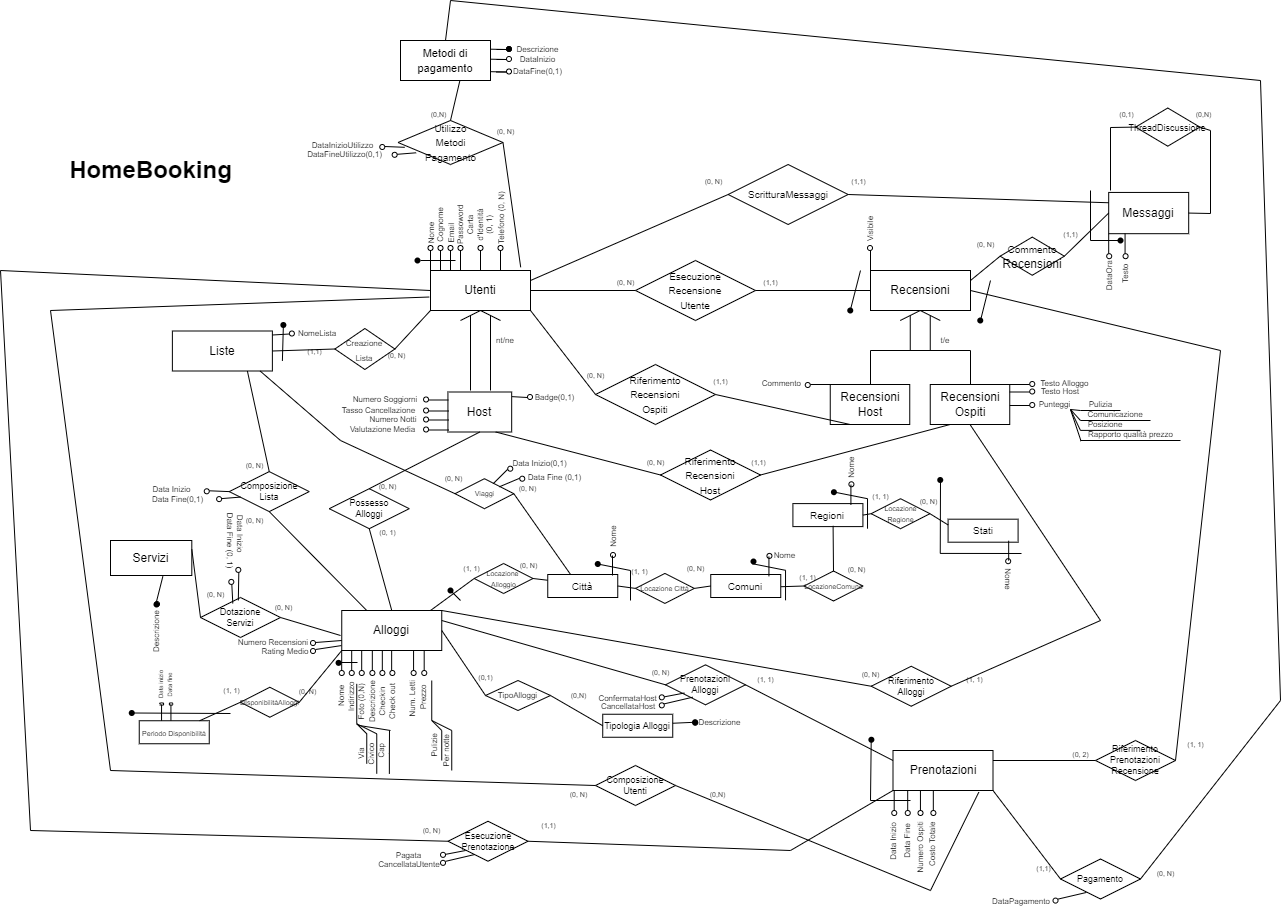 HomeBooking
Metodi di
pagamento
Descrizione
DataInizio
DataFine(0,1)
(0,N)
Utilizzo
Metodi
Pagamento
(0, N)
DataInizioUtilizzo
DataFineUtilizzo(0,1)
(0,1)
ThreadDiscussione
(0,N)
Messaggi
DataOra
Testo
(0, N)
ScritturaMessaggi
(1,1)
(0, N)
Commento
Recensioni
(1,1)
Nome
Cognome
Email
Passoword
Carta
d'Identità
(0, 1)
Telefono (0, N)
Utenti
(0, N)
Esecuzione
Recensione
Utente
(1,1)
Visibile
Recensioni
nt/ne
t/e
Liste
NomeLista
(1,1)
Creazione
Lista
(0, N)
(0, N)
Riferimento
Recensioni
Ospiti
(1,1)
Commento
Recensioni
Host
Recensioni
Ospiti
Testo Alloggo
Testo Host
Punteggi
Pulizia
Comunicazione
Posizione
Rapporto qualità prezzo
Numero Soggiorni
Tasso Cancellazione
Numero Notti
Valutazione Media
Host
Badge(0,1)
(0, N)
Riferimento
Recensioni
Host
(1,1)
(0, N)
Composizione
Lista
(0, N)
Data Inizio
Data Fine(0,1)
(0, N)
Possesso
Alloggi
(0, 1)
(0, N)
Viaggi
(0, N)
Data Inizio(0,1)
Data Fine (0,1)
Nome
Regioni
(1, 1)
Locazione
Regione
(0, N)
Stati
Nome
Servizi
Descrizione
Data Inizo
Data Fine (0, 1)
(0, N)
Dotazione
Servizi
(0, N)
(1, 1)
Locazione
Alloggio
(0, N)
Città
Nome
(1, 1)
Locazione Città
(0, N)
Comuni
Nome
(1, 1)
LocazioneComune
(0, N)
Alloggi
Numero Recensioni
Rating Medio
Nome
Indirizzo
Foto (0,N)
Descrizione
Checkin
Check out
Num. Letti
Prezzo
Via
Civico
Cap
Pulizie
Per notte
Data inizio
Data fine
(1, 1)
DisponibilitàAlloggi
(0, N)
Periodo Disponibilità
(0,1)
TipoAlloggi
(0,N)
Tipologia Alloggi
Descrizione
(0, N)
Prenotazioni
Alloggi
(1, 1)
ConfermataHost
CancellataHost
(0, N)
Riferimento
Alloggi
(1,1)
Prenotazioni
Data Inizio
Data Fine
Numero Ospiti
Costo Totale
(0, 2)
Riferimento
Prenotazioni
Recensione
(1, 1)
(0, N)
Composizione
Utenti
(0,N)
(0, N)
Esecuzione
Prenotazione
(1,1)
Pagata
CancellataUtente
(1,1)
Pagamento
(0, N)
DataPagamento